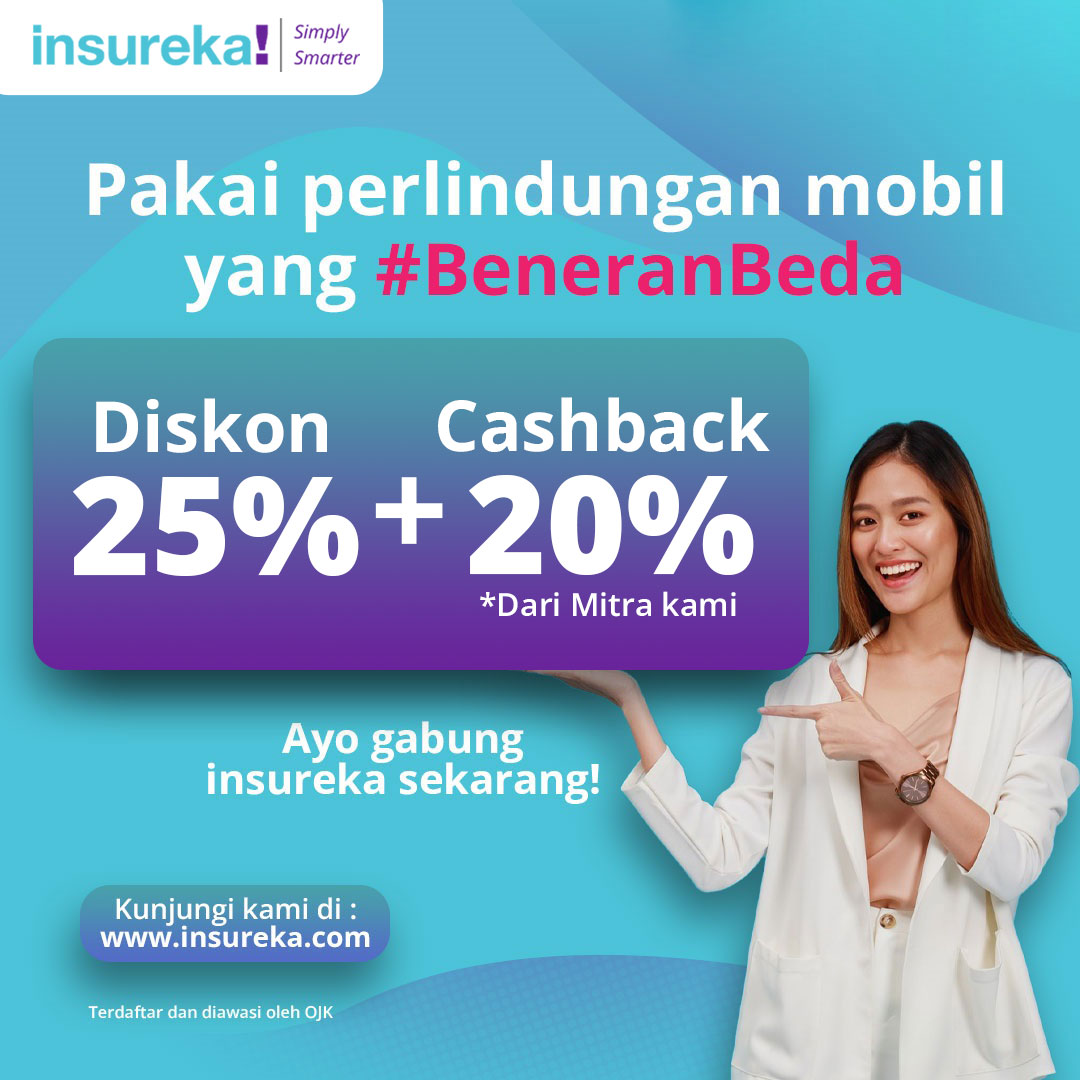 insureka!
Simply
Smarter
Pakai perlindungan mobil
yang #BeneranBeda
Diskon
25%
+
Cashback
20%
*Dari Mitra kami
Ayo gabung
insureka sekarang!
Kunjungi kami di :
www.insureka.com
Terdaftar dan diawasi oleh OJK